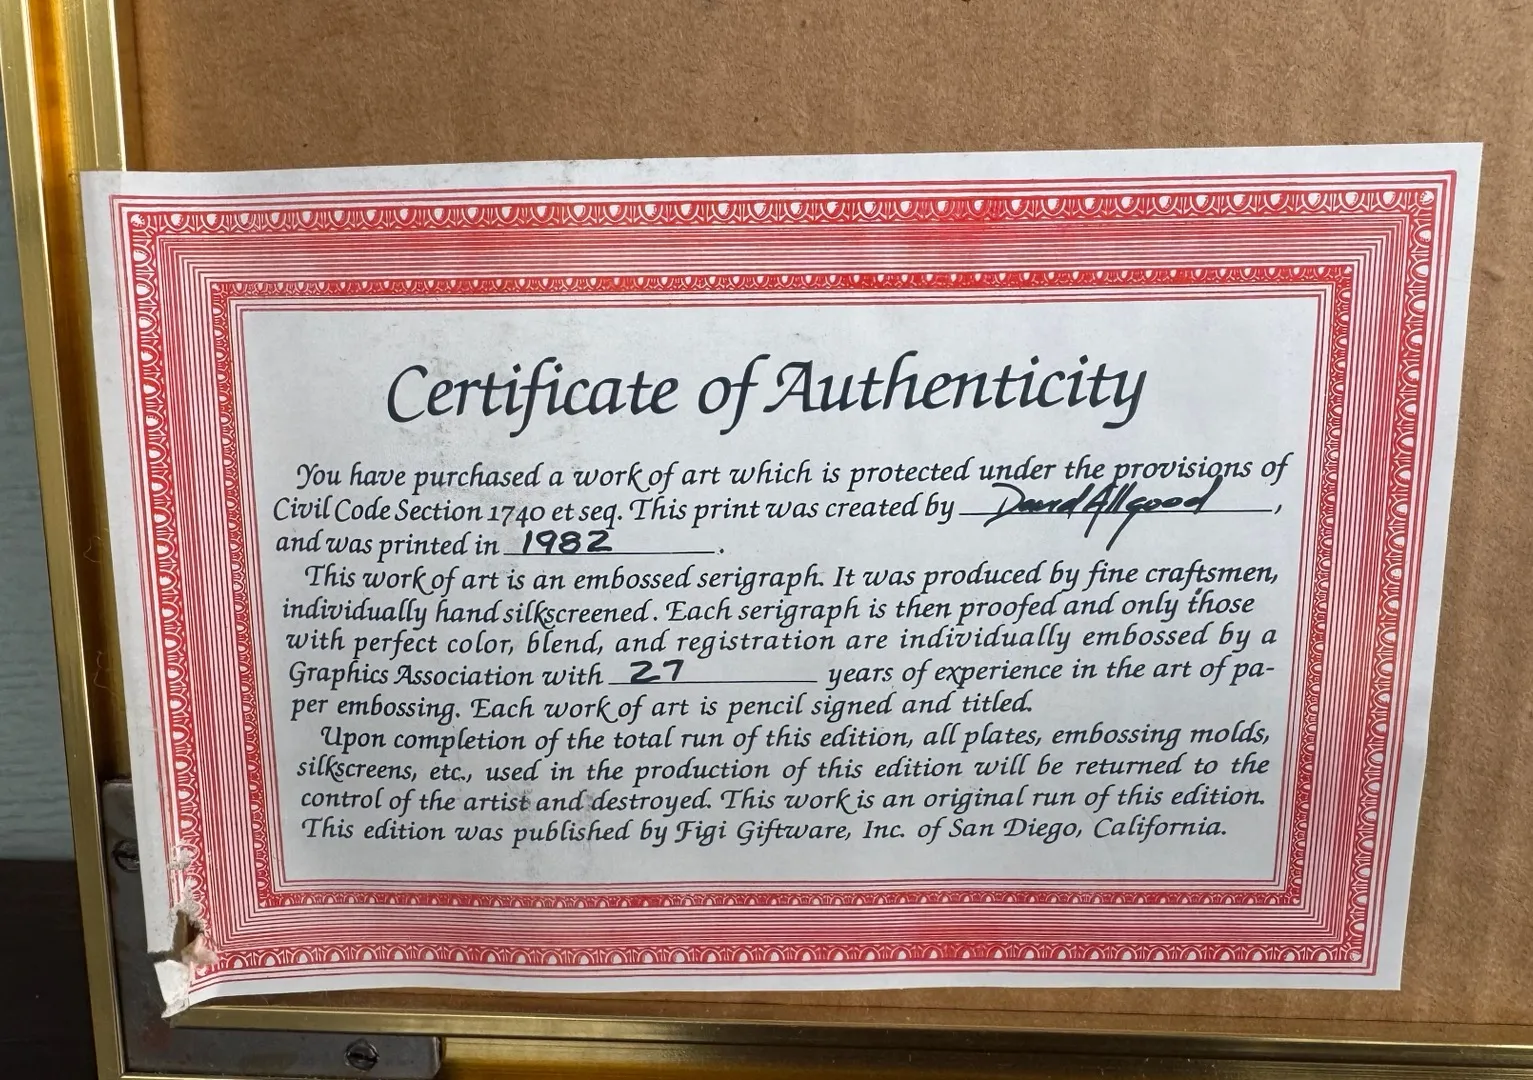 Certificate of Authenticity
You have purchased a work of art which is protected under the provisions of
Civil Code Section 1740 et seq. This print was created by David Allgood,
and was printed in 1982.
This work of art is an embossed serigraph. It was produced by fine craftsmen,
individually hand silkscreened. Each serigraph is then proofed and only those
with perfect color, blend, and registration are individually embossed by a
Graphics Association with 27 years of experience in the art of pa-
per embossing. Each work of art is pencil signed and titled.
Upon completion of the total run of this edition, all plates, embossing molds,
silkscreens, etc., used in the production of this edition will be returned to the
control of the artist and destroyed. This work is an original run of this edition.
This edition was published by Figi Giftware, Inc. of San Diego, California.